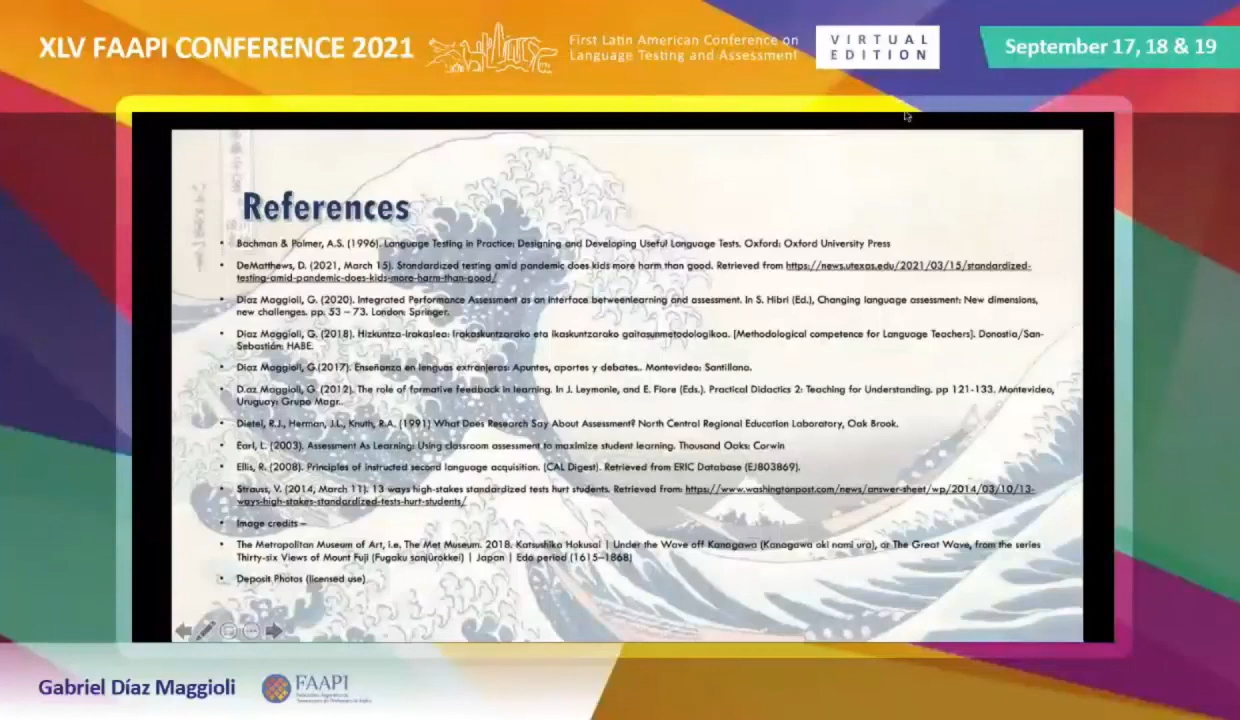 XLV FAAPI CONFERENCE 2021
First Latin American Conference on
Language Testing and Assessment
VIRTUAL
EDITION
September 17, 18 & 19
References
• Bachman & Palmer, A.S. (1996). Language Testing in Practice: Designing and Developing Useful Language Tests. Oxford: Oxford University Press
• DeMatthews, D. (2021, March 15). Standardized testing amid pandemic does kids more harm than good. Retrieved from https://news.utexas.edu/2021/03/15/standardized-
testing-amid-pandemic-does-kids-more-harm-than-good/
• Díaz Maggioli, G. (2020). Integrated Performance Assessment as an interface betweenlearning and assessment. In S. Hibri (Ed.), Changing language assessment: New dimensions,
new challenges. pp. 53 – 73. London: Springer.
• Díaz Maggioli, G. (2018). Hizkuntza-irakaslea: Irakaskuntzarako eta ikaskuntzarako gaitasunmetodologikoa. [Methodological competence for Language Teachers]. Donostia/San-
Sebastián: HABE.
• Díaz Maggioli, G.(2017). Enseñanza en lenguas extranjeras: Apuntes, aportes y debates.. Montevideo: Santillana.
• D.az Maggioli, G. (2012). The role of formative feedback in learning. In J. Leymonie, and E. Fiore (Eds.). Practical Didactics 2: Teaching for Understanding. pp 121-133. Montevideo,
Uruguay: Grupo Magr..
• Dietel, R.J., Herman, J.L., Knuth, R.A. (1991) What Does Research Say About Assessment? North Central Regional Education Laboratory, Oak Brook.
• Earl, L. (2003). Assessment As Learning: Using classroom assessment to maximize student learning. Thousand Oaks: Corwin
• Ellis, R. (2008). Principles of instructed second language acquisition. (CAL Digest). Retrieved from ERIC Database (EJ803869).
• Strauss, V. (2014, March 11). 13 ways high-stakes standardized tests hurt students. Retrieved from: https://www.washingtonpost.com/news/answer-sheet/wp/2014/03/10/13-
ways-high-stakes-standardized-tests-hurt-students/
• Image credits –
• The Metropolitan Museum of Art, i.e. The Met Museum. 2018. Katsushika Hokusai | Under the Wave off Kanagawa (Kanagawa oki nami ura), or The Great Wave, from the series
Thirty-six Views of Mount Fuji (Fugaku sanjūrokkei) | Japan | Edo period (1615–1868)
• Deposit Photos (licensed use)
Gabriel Díaz Maggioli
FAAPI